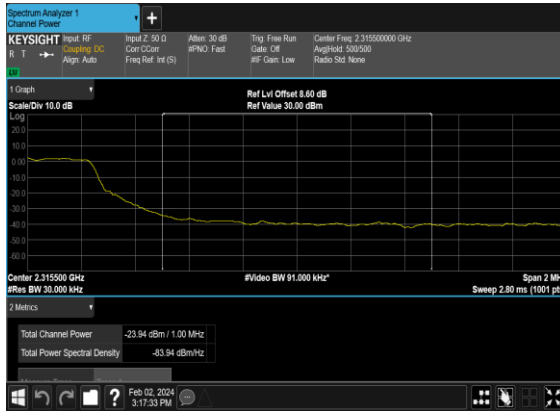 Spectrum Analyzer 1
Channel Power
+
KEYSIGHT Input: RF Input Z: 50 Ω Atten: 30 dB Trig: Free Run Center Freq: 2.315500000 GHz
R T Coupling: DC Corr CCorr #PNO: Fast Gate: Off Avg|Hold: 500/500
Align: Auto Freq Ref: Int (S) #IF Gain: Low Radio Std: None
LW
1 Graph
Ref Lvl Offset 8.60 dB
Scale/Div 10.0 dB Ref Value 30.00 dBm
Log
20.0
10.0
0.00
-10.0
-20.0
-30.0
-40.0
-50.0
-60.0
Center 2.315500 GHz #Video BW 91.000 kHz* Span 2 MH
#Res BW 30.000 kHz Sweep 2.80 ms (1001 pt
2 Metrics
Total Channel Power -23.94 dBm / 1.00 MHz
Total Power Spectral Density -83.94 dBm/Hz
? Feb 02, 2024
3:17:33 PM